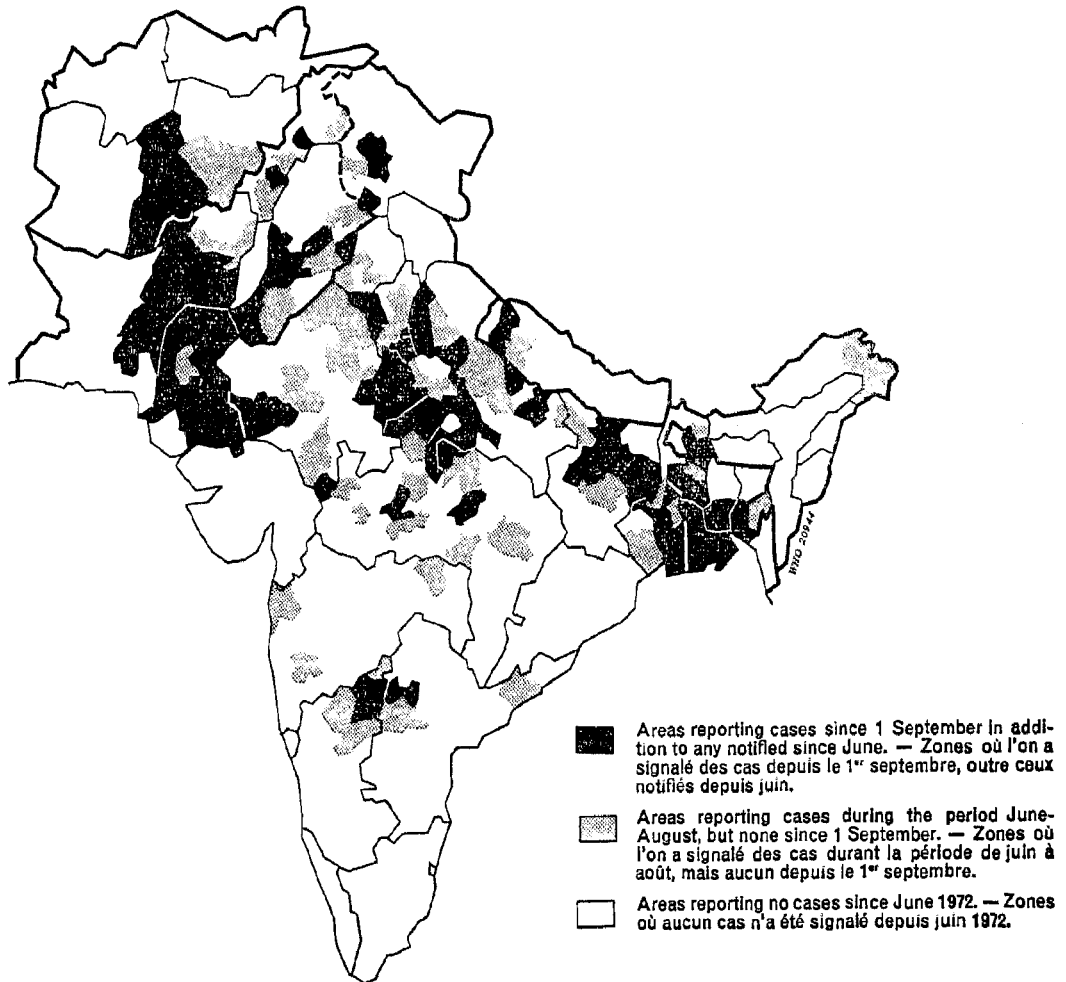 WHO 20944
Areas reporting cases since 1 September in addi-
tion to any notified since June. — Zones où l'on a
signalé des cas depuis le 1er septembre, outre ceux
notifiés depuis juin.
Areas reporting cases during the period June-
August, but none since 1 September. — Zones où
l'on a signalé des cas durant la période de juin à
août, mais aucun depuis le 1er septembre.
Areas reporting no cases since June 1972. — Zones
où aucun cas n'a été signalé depuis juin 1972.